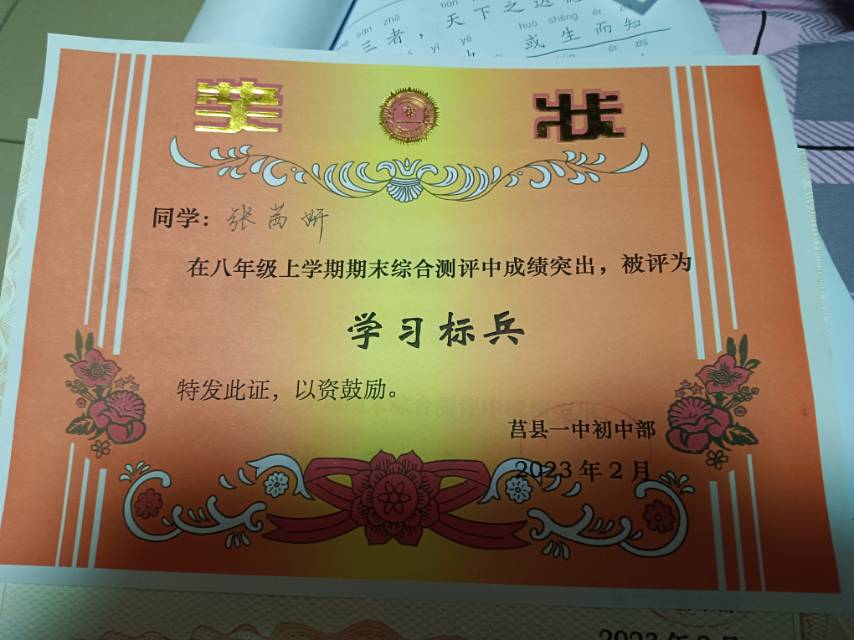 三者，天下之达
或生而知
奖状
同学：张茜妍
在八年级上学期期末综合测评中成绩突出，被评为
学习标兵
特发此证，以资鼓励。
莒县一中初中部
2023年2月
2023